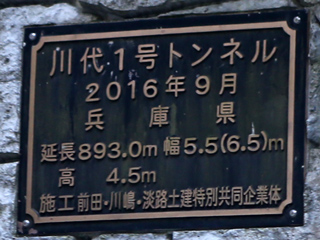 川代1号トンネル
2016年9月
兵庫県
延長893.0m 幅5.5(6.5)m
高 4.5m
施工 前田・川嶋・淡路土建特別共同企業体